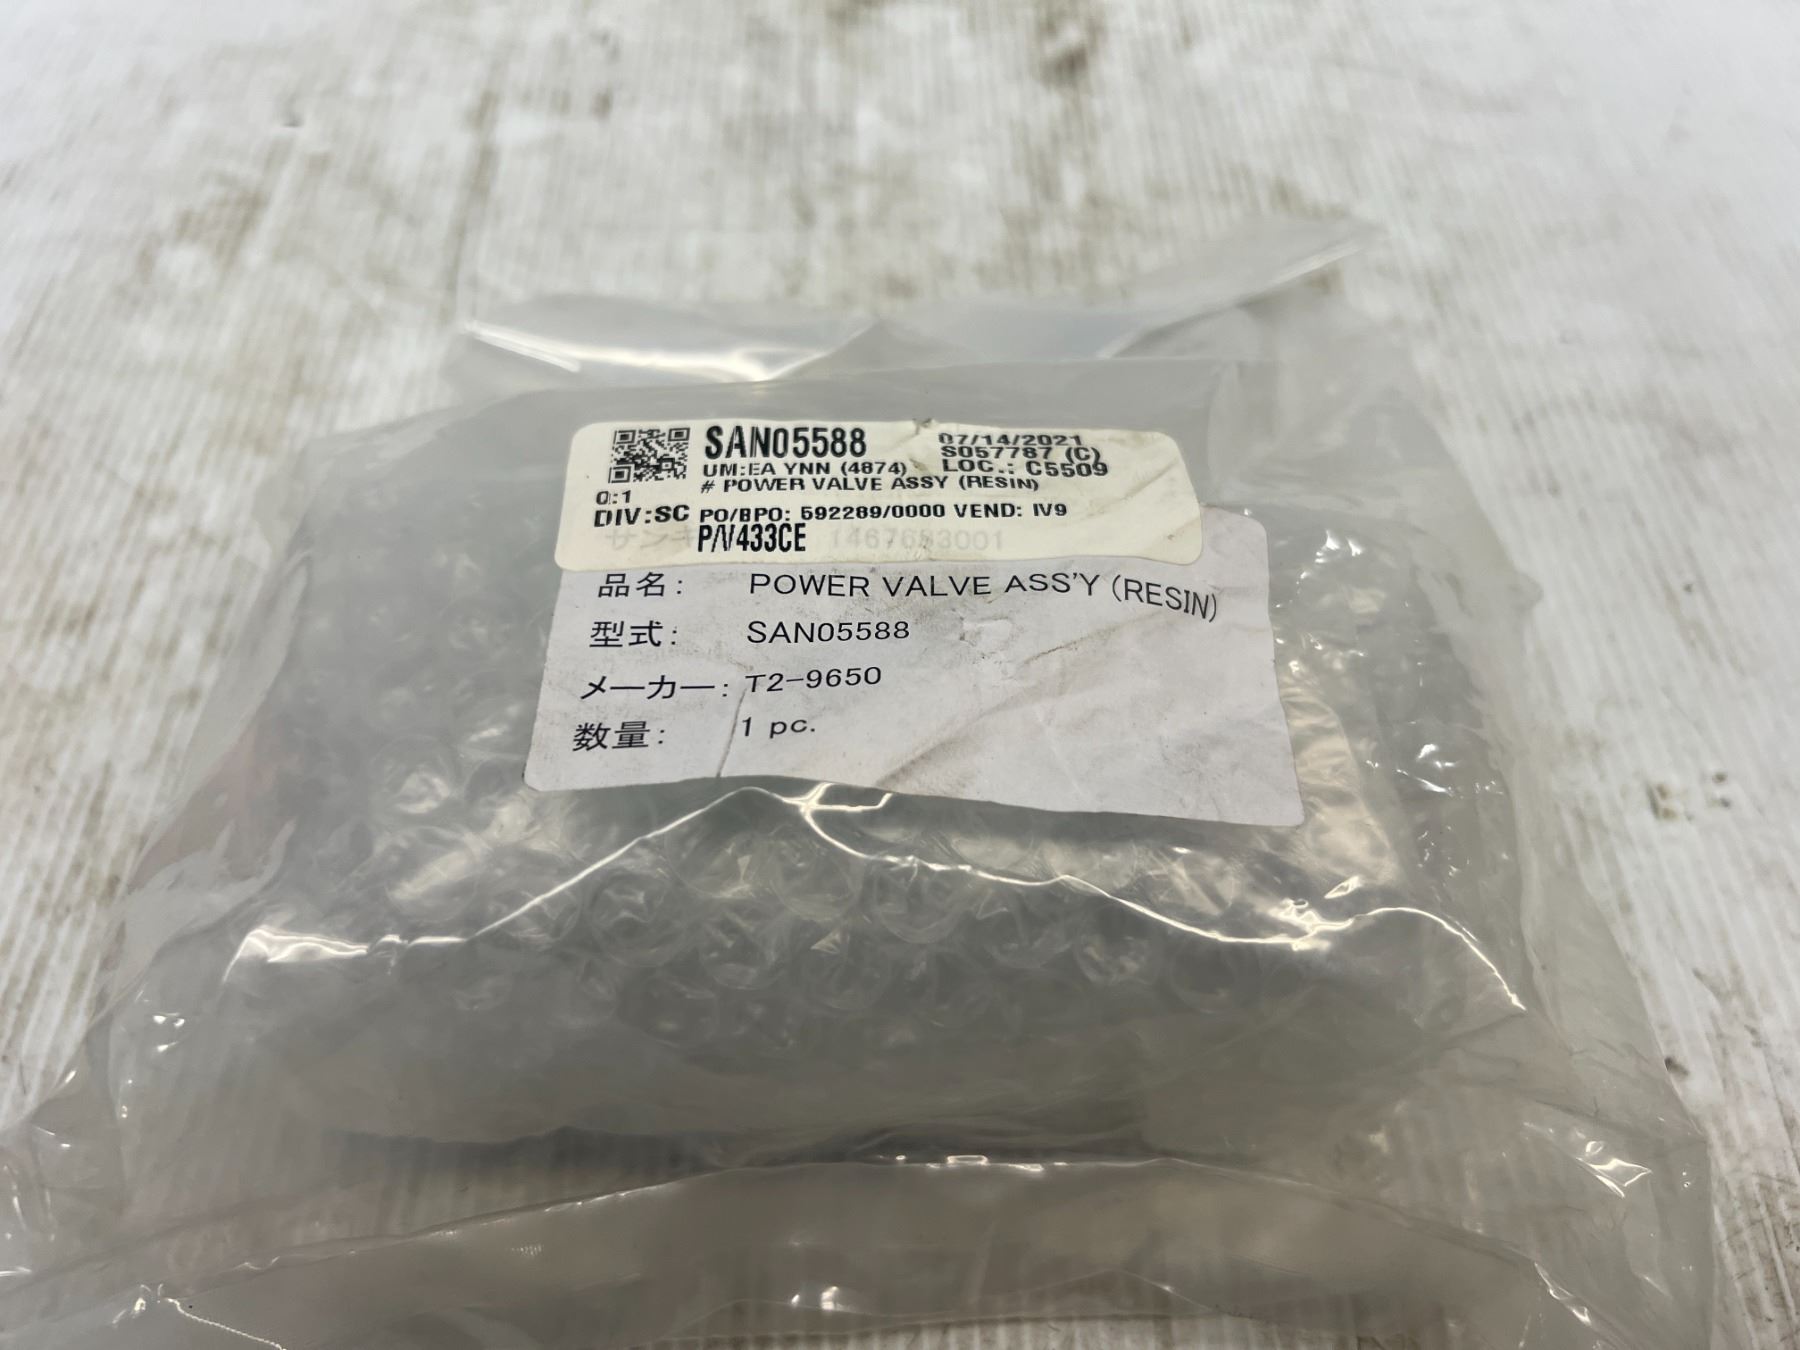 SAN05588
07/14/2021
S057787 (C)
UM:EA YNN (4874)
LOC.: C5509
# POWER VALVE ASSY (RESIN)
Q:1
DIV:SC
PO/BPO: 592289/0000 VEND: IV9
P/V433CE
品名: POWER VALVE ASS'Y (RESIN)
型式: SAN05588
メーカー: T2-9650
数量: 1 pc.